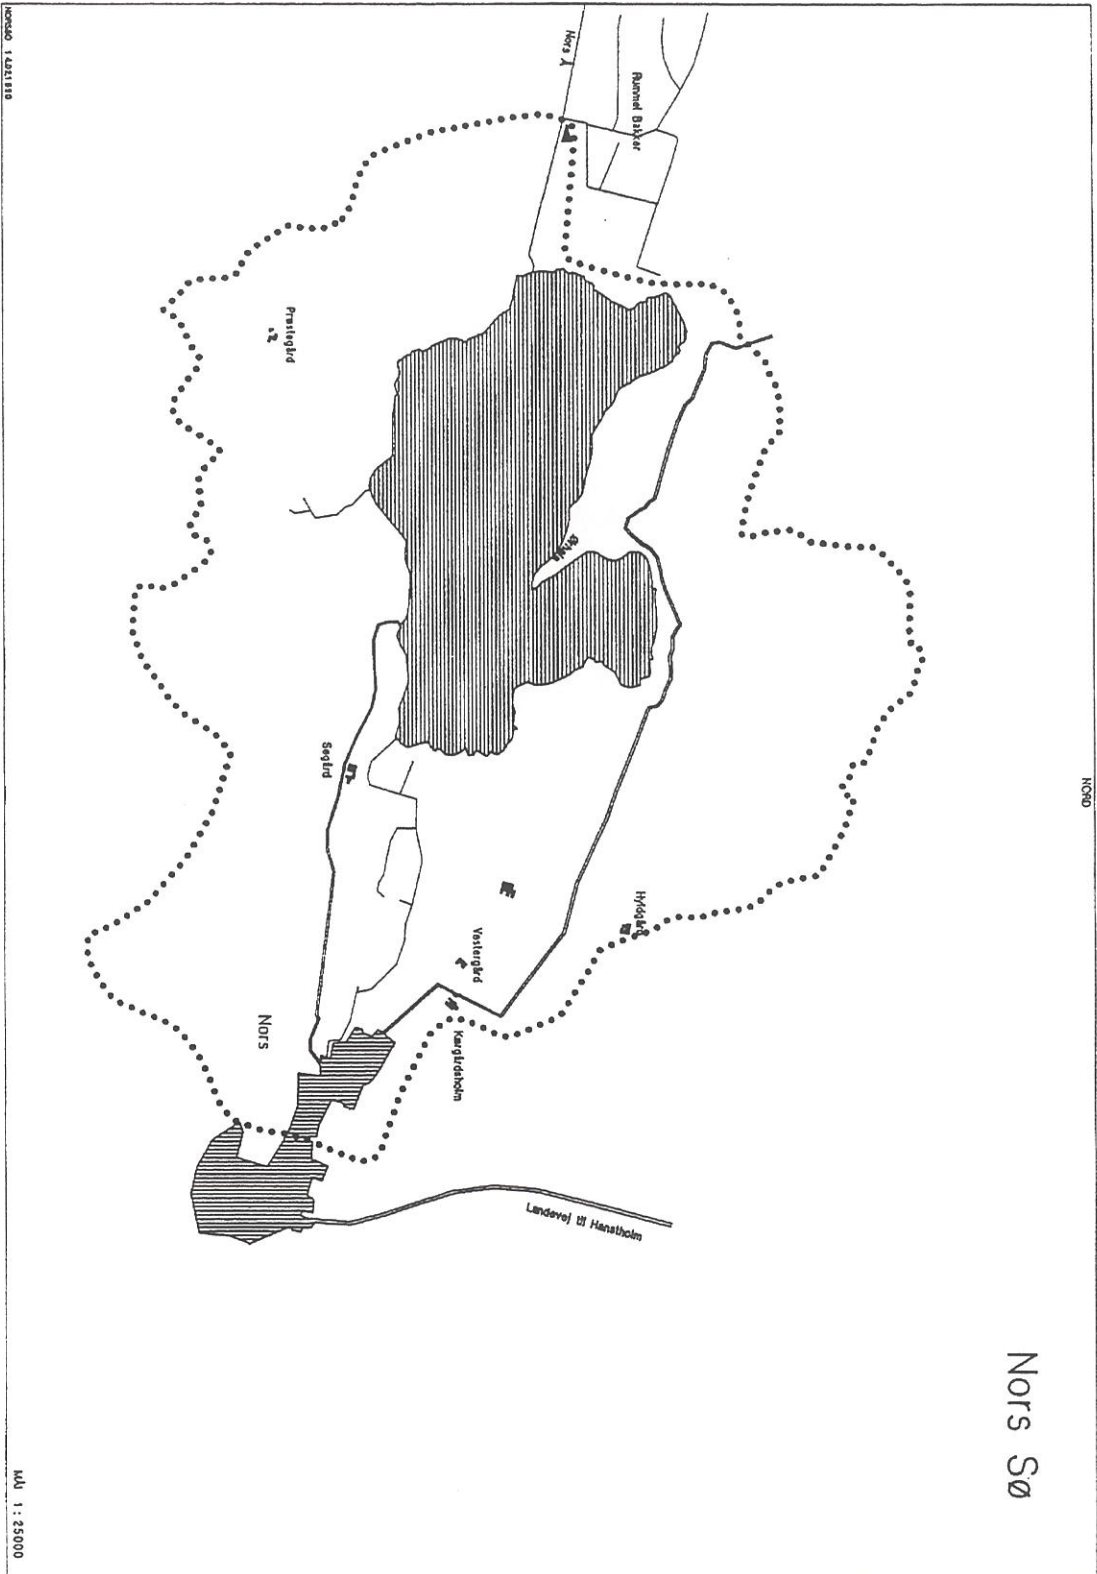 NORD
Nors Sø
Rummel Bakker
Nors Å
Hyldgård
Vestergård
Kærgårdsholm
Landevej til Hanstholm
Søgård
Præstegård
Nors
MÅL 1 : 25000